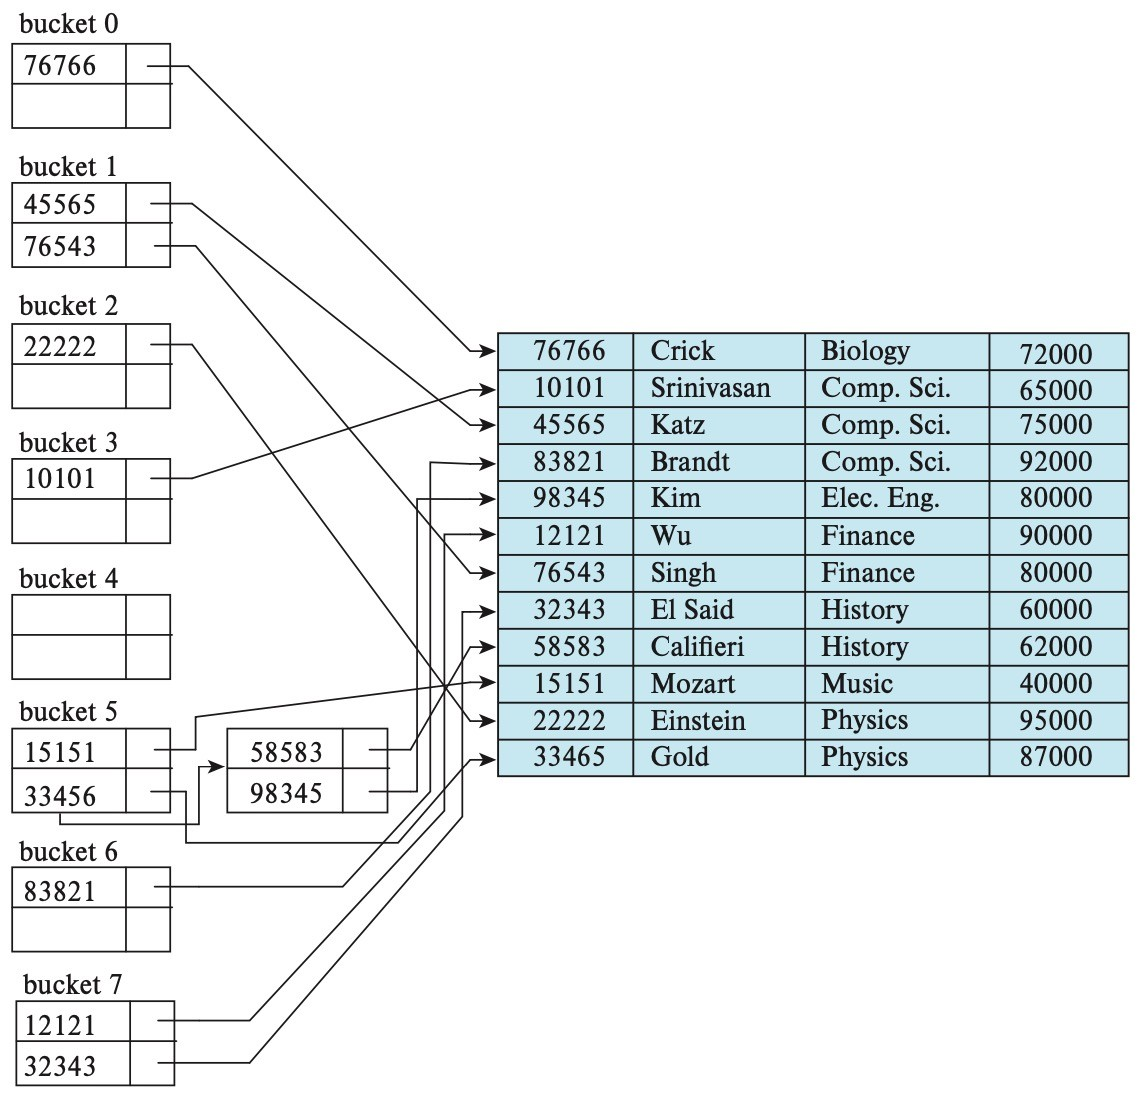 bucket 0
76766
bucket 1
45565
76543
bucket 2
22222
bucket 3
10101
bucket 4
bucket 5
15151
33456
58583
98345
bucket 6
83821
bucket 7
12121
32343
76766 Crick Biology 72000
10101 Srinivasan Comp. Sci. 65000
45565 Katz Comp. Sci. 75000
83821 Brandt Comp. Sci. 92000
98345 Kim Elec. Eng. 80000
12121 Wu Finance 90000
76543 Singh Finance 80000
32343 El Said History 60000
58583 Califieri History 62000
15151 Mozart Music 40000
22222 Einstein Physics 95000
33465 Gold Physics 87000